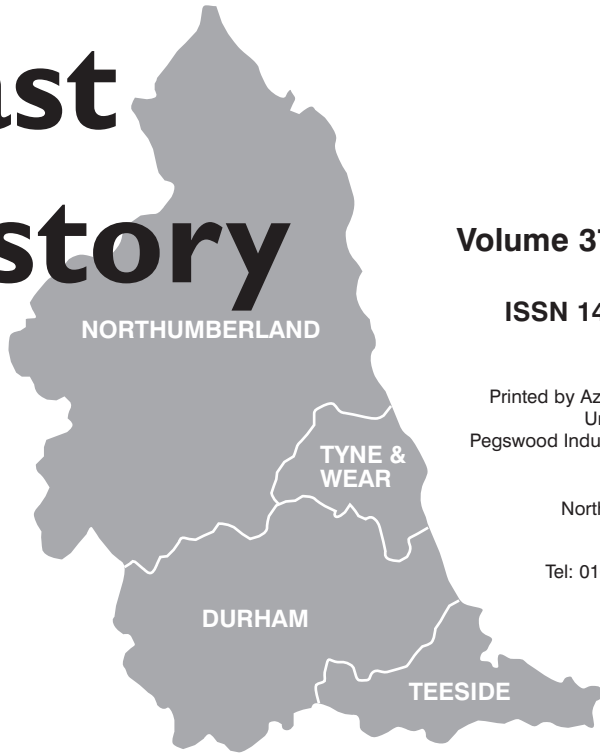 ast
story
Volume 37
ISSN 14
NORTHUMBERLAND
Printed by Az
Un
Pegswood Indu
TYNE &
WEAR
North
Tel: 01
DURHAM
TEESIDE